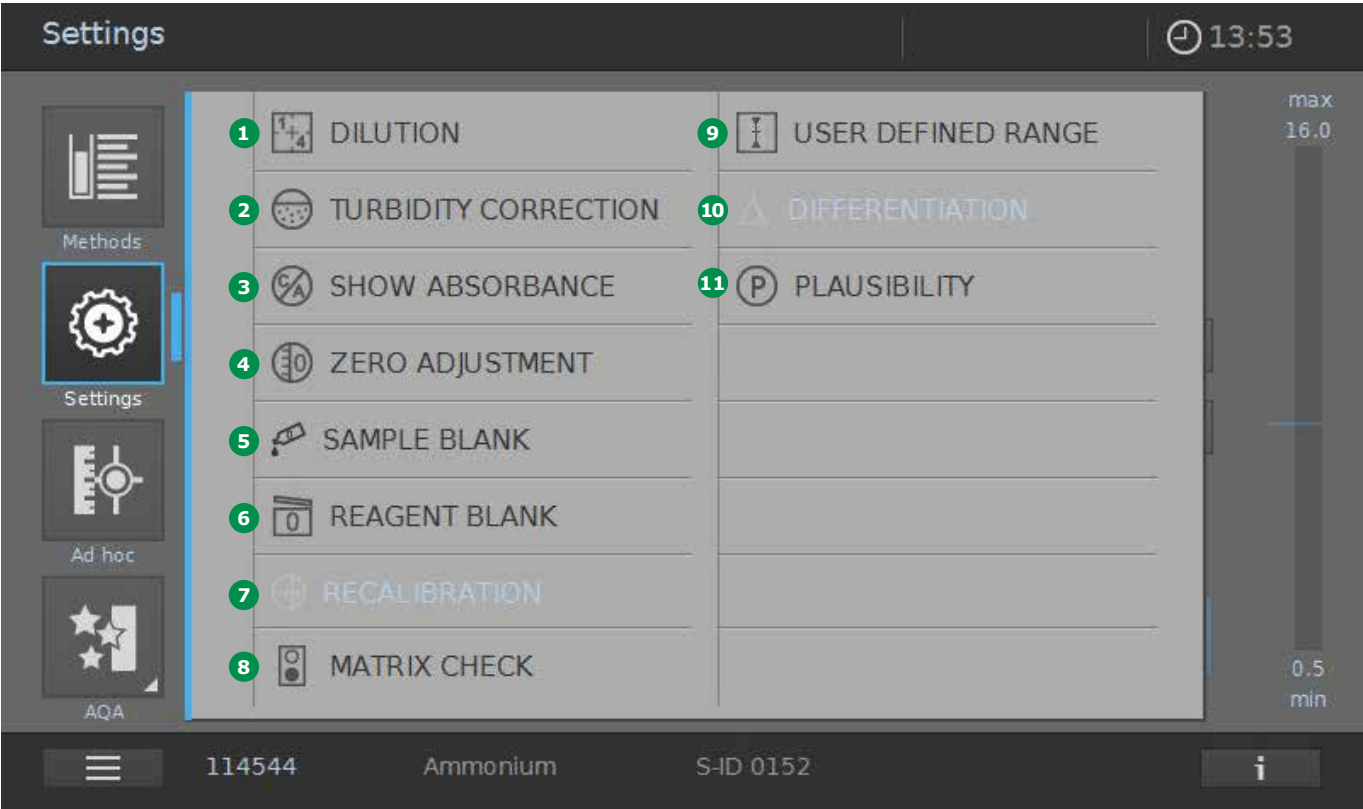 Settings
13:53
Methods
Settings
Ad hoc
AQA
1 DILUTION
2 TURBIDITY CORRECTION
3 SHOW ABSORBANCE
4 ZERO ADJUSTMENT
5 SAMPLE BLANK
6 REAGENT BLANK
7 RECALIBRATION
8 MATRIX CHECK
9 USER DEFINED RANGE
10 DIFFERENTIATION
11 PLAUSIBILITY
max
16.0
0.5
min
114544 Ammonium S-ID 0152